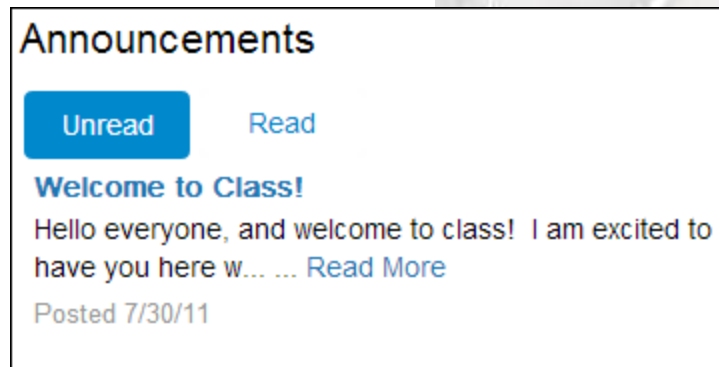 Announcements
Unread Read
Welcome to Class!
Hello everyone, and welcome to class!  I am excited to
have you here w... ... Read More
Posted 7/30/11